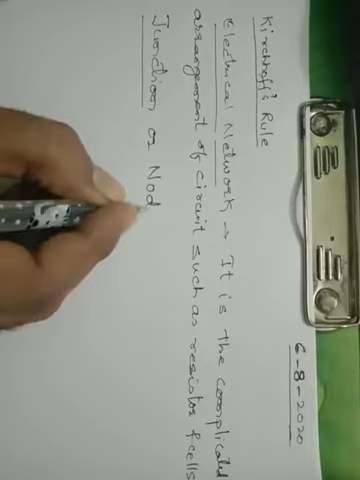 6-8-2020
Kirchhoff's Rule
Electrical Network → It is the complicated
arrangement of circuit such as resistor & cells
Junction or Nod